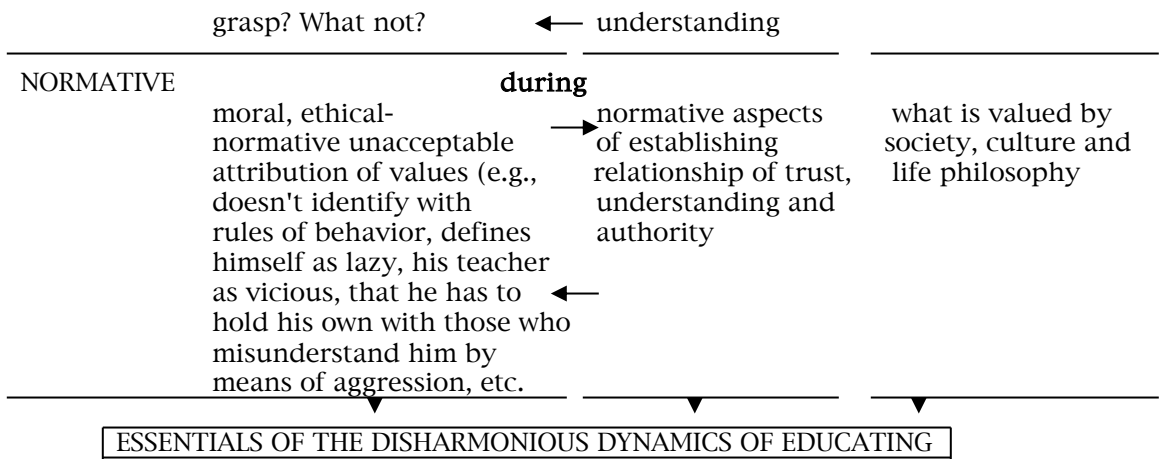 grasp? What not? understanding
NORMATIVE during
moral, ethical- normative aspects what is valued by
normative unacceptable of establishing society, culture and
attribution of values (e.g., relationship of trust, life philosophy
doesn't identify with understanding and
rules of behavior, defines authority
himself as lazy, his teacher
as vicious, that he has to
hold his own with those who
misunderstand him by
means of aggression, etc.
ESSENTIALS OF THE DISHARMONIOUS DYNAMICS OF EDUCATING